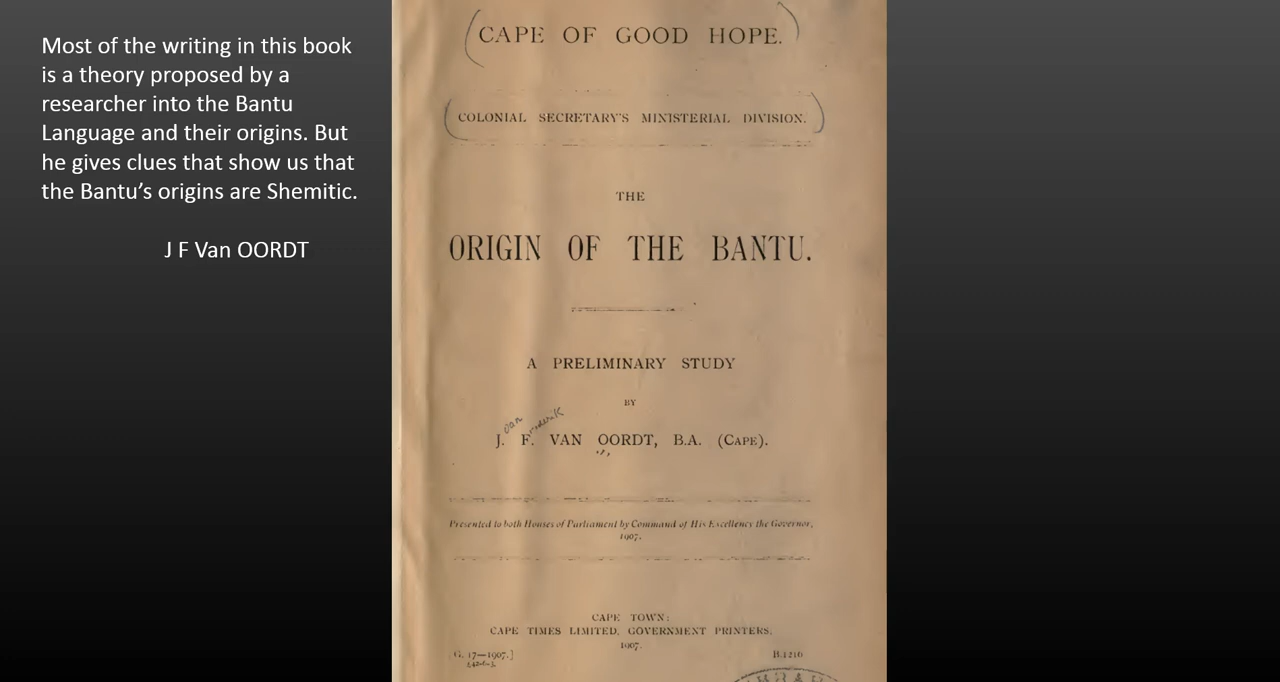 Most of the writing in this book
is a theory proposed by a
researcher into the Bantu
Language and their origins. But
he gives clues that show us that
the Bantu's origins are Shemitic.
J F Van OORDT
CAPE OF GOOD HOPE.
COLONIAL SECRETARY'S MINISTERIAL DIVISION.
THE
ORIGIN OF THE BANTU.
A PRELIMINARY STUDY
BY
J. F. VAN OORDT, B.A. (CAPE).
Presented to both Houses of Parliament by Command of His Excellency the Governor,
1907.
CAPE TOWN:
CAPE TIMES LIMITED, GOVERNMENT PRINTERS.
1907.
G. 17—1907.]
B.1216